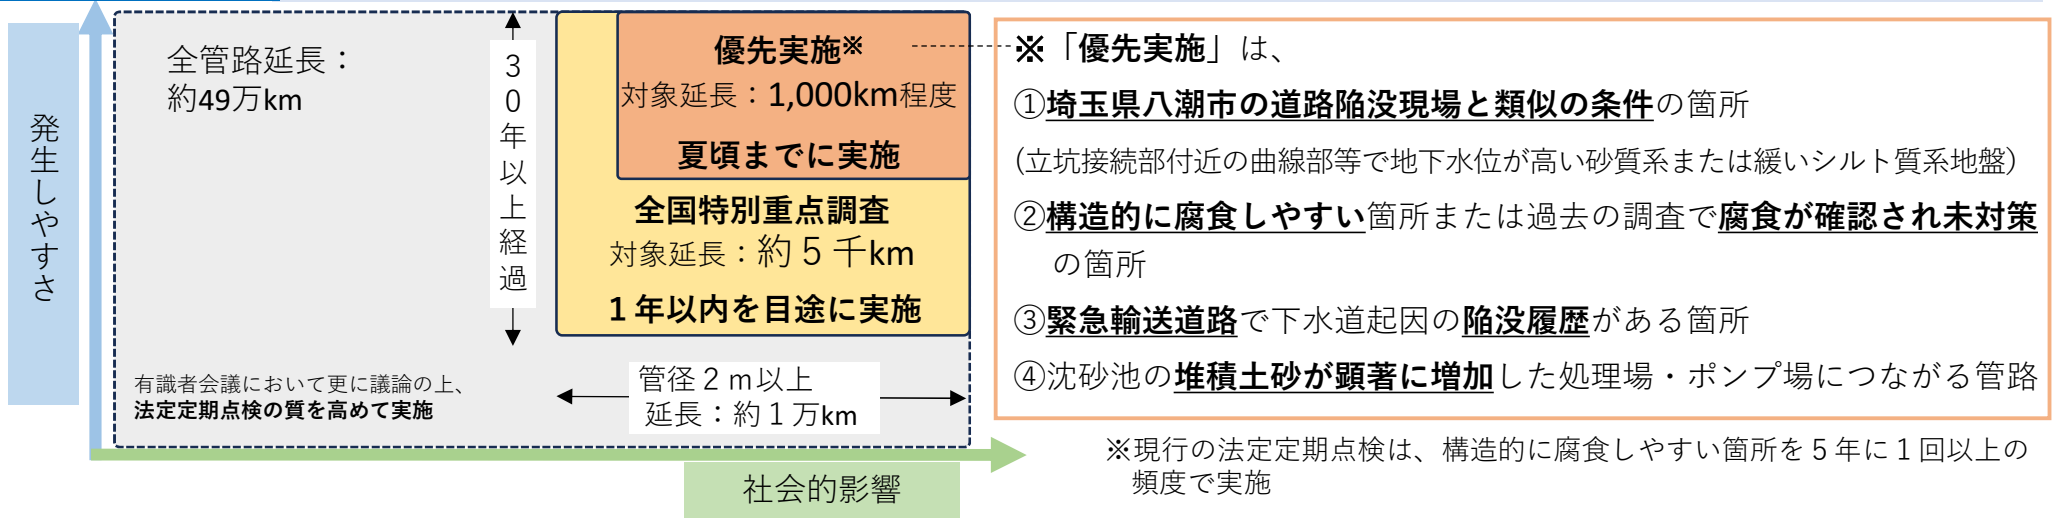 発生しやすさ
全管路延長：
約49万km
30年以上経過
優先実施※
対象延長：1,000km程度
夏頃までに実施
全国特別重点調査
対象延長：約５千km
１年以内を目途に実施
有識者会議において更に議論の上、
法定定期点検の質を高めて実施
管径２ｍ以上
延長：約１万km
社会的影響
※「優先実施」は、
①埼玉県八潮市の道路陥没現場と類似の条件の箇所
(立坑接続部付近の曲線部等で地下水位が高い砂質系または緩いシルト質系地盤)
②構造的に腐食しやすい箇所または過去の調査で腐食が確認され未対策
の箇所
③緊急輸送道路で下水道起因の陥没履歴がある箇所
④沈砂池の堆積土砂が顕著に増加した処理場・ポンプ場につながる管路
※現行の法定定期点検は、構造的に腐食しやすい箇所を５年に１回以上の
頻度で実施